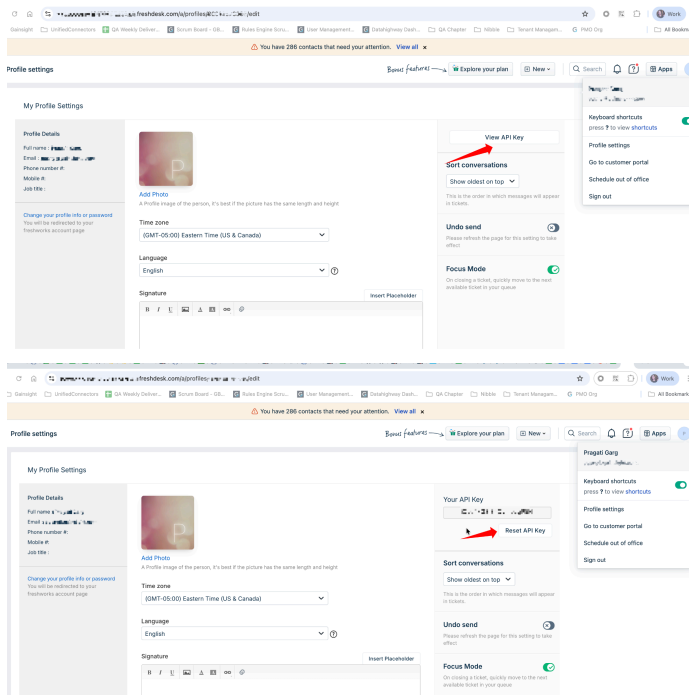 .freshdesk.com/a/profiles/ /edit
Work
Gainsight UnifiedConnectors QA Weekly Deliver... Scrum Board - GB... Rules Engine Scru... User Management... Datahighway Dash... QA Chapter Nibble Tenant Managem... PMO Org All Bookma
You have 286 contacts that need your attention. View all ×
Profile settings
Bonus features
Explore your plan
New
Search
Apps
My Profile Settings
Keyboard shortcuts
press ? to view shortcuts
Profile settings
Go to customer portal
Schedule out of office
Sign out
Profile Details
Full name :
Email :
Phone number #:
Mobile #:
Job title :
Change your profile info or password
You will be redirected to your
freshworks account page
P
Add Photo
A Profile image of the person, it's best if the picture has the same length and height
Time zone
(GMT-05:00) Eastern Time (US & Canada)
Language
English
Signature
Insert Placeholder
B I U A
View API Key
Sort conversations
Show oldest on top
This is the order in which messages will appear
in tickets.
Undo send
Please refresh the page for this setting to take
effect
Focus Mode
On closing a ticket, quickly move to the next
available ticket in your queue
freshdesk.com/a/profiles/ /edit
Work
Gainsight UnifiedConnectors QA Weekly Deliver... Scrum Board - GB... Rules Engine Scru... User Management... Datahighway Dash... QA Chapter Nibble Tenant Managem... PMO Org All Bookmark
You have 286 contacts that need your attention. View all ×
Profile settings
Bonus features
Explore your plan
New
Search
Apps
My Profile Settings
Pragati Garg
Keyboard shortcuts
press ? to view shortcuts
Profile settings
Go to customer portal
Schedule out of office
Sign out
Profile Details
Full name
Email
Phone number #:
Mobile #:
Job title :
Change your profile info or password
You will be redirected to your
freshworks account page
P
Add Photo
A Profile image of the person, it's best if the picture has the same length and height
Time zone
(GMT-05:00) Eastern Time (US & Canada)
Language
English
Signature
Insert Placeholder
B I U A
Your API Key
Reset API Key
Sort conversations
Show oldest on top
This is the order in which messages will appear
in tickets.
Undo send
Please refresh the page for this setting to take
effect
Focus Mode
On closing a ticket, quickly move to the next
available ticket in your queue